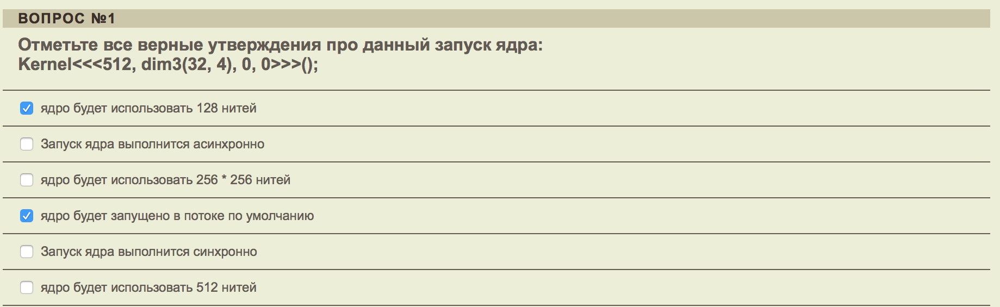 ВОПРОС №1
Отметьте все верные утверждения про данный запуск ядра:
Kernel<<<512, dim3(32, 4), 0, 0>>>();
ядро будет использовать 128 нитей
Запуск ядра выполнится асинхронно
ядро будет использовать 256 * 256 нитей
ядро будет запущено в потоке по умолчанию
Запуск ядра выполнится синхронно
ядро будет использовать 512 нитей